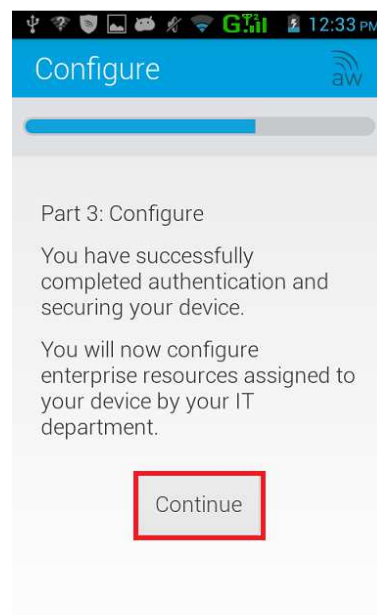 G 12:33 PM
Configure
aw
Part 3: Configure
You have successfully
completed authentication and
securing your device.
You will now configure
enterprise resources assigned to
your device by your IT
department.
Continue